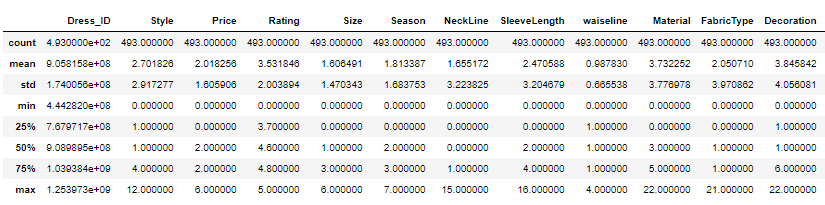 Dress_ID Style Price Rating Size Season NeckLine SleeveLength waiseline Material FabricType Decoration
count 4.930000e+02 493.000000 493.000000 493.000000 493.000000 493.000000 493.000000 493.000000 493.000000 493.000000 493.000000 493.000000
mean 9.058158e+08 2.701826 2.018256 3.531846 1.606491 1.813387 1.655172 2.470588 0.987830 3.732252 2.050710 3.845842
std 1.740056e+08 2.917277 1.605906 2.003894 1.470343 1.683753 3.223825 3.204679 0.665538 3.776978 3.970862 4.056081
min 4.442820e+08 0.000000 0.000000 0.000000 0.000000 0.000000 0.000000 0.000000 0.000000 0.000000 0.000000 0.000000
25% 7.679717e+08 1.000000 0.000000 3.700000 0.000000 0.000000 0.000000 0.000000 1.000000 0.000000 0.000000 1.000000
50% 9.089895e+08 1.000000 2.000000 4.600000 1.000000 2.000000 0.000000 2.000000 1.000000 3.000000 1.000000 1.000000
75% 1.039384e+09 4.000000 2.000000 4.800000 3.000000 3.000000 1.000000 4.000000 1.000000 5.000000 1.000000 6.000000
max 1.253973e+09 12.000000 6.000000 5.000000 6.000000 7.000000 15.000000 16.000000 4.000000 22.000000 21.000000 22.000000